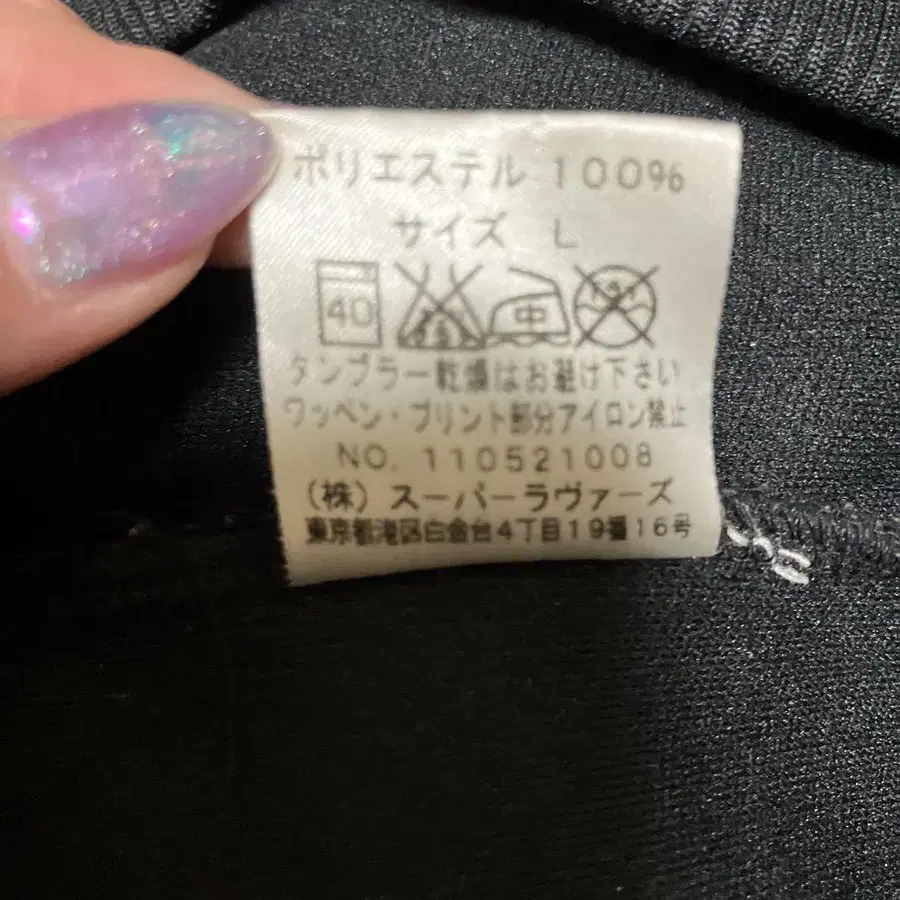 ポリエステル 100%
サイズ L
40 中
タンブラー乾燥はお避け下さい
ワッペン・プリント部分アイロン禁止
NO. 110521008
(株) スーパーラヴァーズ
東京都港区白金台4丁目19番16号